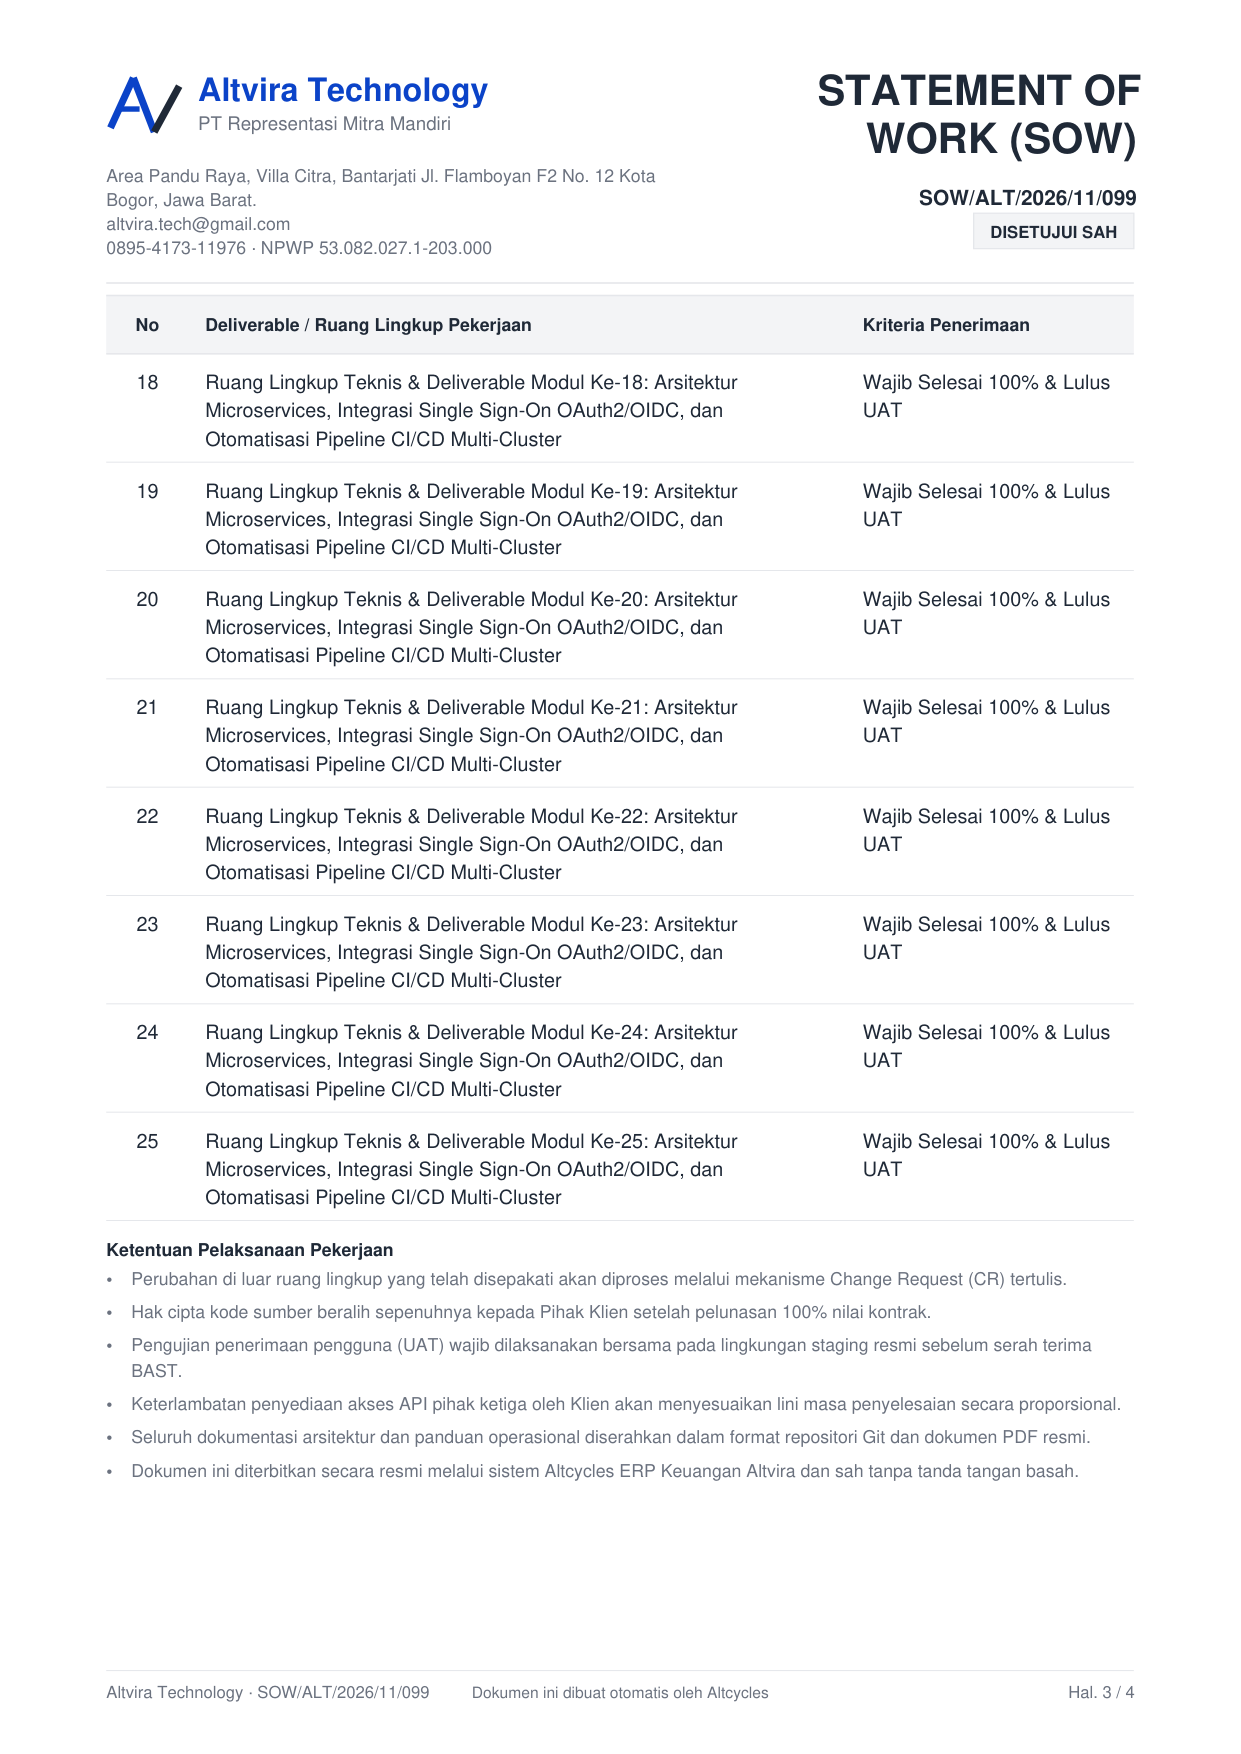 Altvira Technology
PT Representasi Mitra Mandiri
Area Pandu Raya, Villa Citra, Bantarjati Jl. Flamboyan F2 No. 12 Kota
Bogor, Jawa Barat.
altvira.tech@gmail.com
0895-4173-11976 · NPWP 53.082.027.1-203.000
STATEMENT OF
WORK (SOW)
SOW/ALT/2026/11/099
DISETUJUI SAH
No Deliverable / Ruang Lingkup Pekerjaan Kriteria Penerimaan
18 Ruang Lingkup Teknis & Deliverable Modul Ke-18: Arsitektur Wajib Selesai 100% & Lulus
Microservices, Integrasi Single Sign-On OAuth2/OIDC, dan UAT
Otomatisasi Pipeline CI/CD Multi-Cluster
19 Ruang Lingkup Teknis & Deliverable Modul Ke-19: Arsitektur Wajib Selesai 100% & Lulus
Microservices, Integrasi Single Sign-On OAuth2/OIDC, dan UAT
Otomatisasi Pipeline CI/CD Multi-Cluster
20 Ruang Lingkup Teknis & Deliverable Modul Ke-20: Arsitektur Wajib Selesai 100% & Lulus
Microservices, Integrasi Single Sign-On OAuth2/OIDC, dan UAT
Otomatisasi Pipeline CI/CD Multi-Cluster
21 Ruang Lingkup Teknis & Deliverable Modul Ke-21: Arsitektur Wajib Selesai 100% & Lulus
Microservices, Integrasi Single Sign-On OAuth2/OIDC, dan UAT
Otomatisasi Pipeline CI/CD Multi-Cluster
22 Ruang Lingkup Teknis & Deliverable Modul Ke-22: Arsitektur Wajib Selesai 100% & Lulus
Microservices, Integrasi Single Sign-On OAuth2/OIDC, dan UAT
Otomatisasi Pipeline CI/CD Multi-Cluster
23 Ruang Lingkup Teknis & Deliverable Modul Ke-23: Arsitektur Wajib Selesai 100% & Lulus
Microservices, Integrasi Single Sign-On OAuth2/OIDC, dan UAT
Otomatisasi Pipeline CI/CD Multi-Cluster
24 Ruang Lingkup Teknis & Deliverable Modul Ke-24: Arsitektur Wajib Selesai 100% & Lulus
Microservices, Integrasi Single Sign-On OAuth2/OIDC, dan UAT
Otomatisasi Pipeline CI/CD Multi-Cluster
25 Ruang Lingkup Teknis & Deliverable Modul Ke-25: Arsitektur Wajib Selesai 100% & Lulus
Microservices, Integrasi Single Sign-On OAuth2/OIDC, dan UAT
Otomatisasi Pipeline CI/CD Multi-Cluster
Ketentuan Pelaksanaan Pekerjaan
• Perubahan di luar ruang lingkup yang telah disepakati akan diproses melalui mekanisme Change Request (CR) tertulis.
• Hak cipta kode sumber beralih sepenuhnya kepada Pihak Klien setelah pelunasan 100% nilai kontrak.
• Pengujian penerimaan pengguna (UAT) wajib dilaksanakan bersama pada lingkungan staging resmi sebelum serah terima
BAST.
• Keterlambatan penyediaan akses API pihak ketiga oleh Klien akan menyesuaikan lini masa penyelesaian secara proporsional.
• Seluruh dokumentasi arsitektur dan panduan operasional diserahkan dalam format repositori Git dan dokumen PDF resmi.
• Dokumen ini diterbitkan secara resmi melalui sistem Altcycles ERP Keuangan Altvira dan sah tanpa tanda tangan basah.
Altvira Technology · SOW/ALT/2026/11/099 Dokumen ini dibuat otomatis oleh Altcycles Hal. 3 / 4